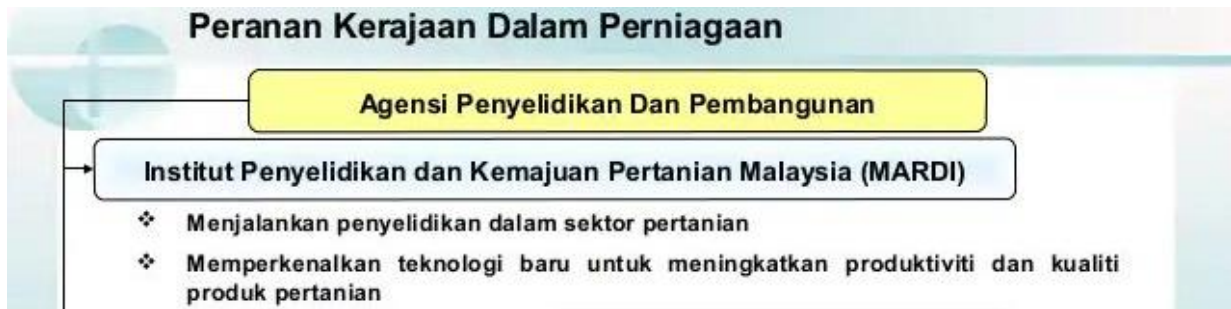 Peranan Kerajaan Dalam Perniagaan
Agensi Penyelidikan Dan Pembangunan
Institut Penyelidikan dan Kemajuan Pertanian Malaysia (MARDI)
❖ Menjalankan penyelidikan dalam sektor pertanian
❖ Memperkenalkan teknologi baru untuk meningkatkan produktiviti dan kualiti
produk pertanian